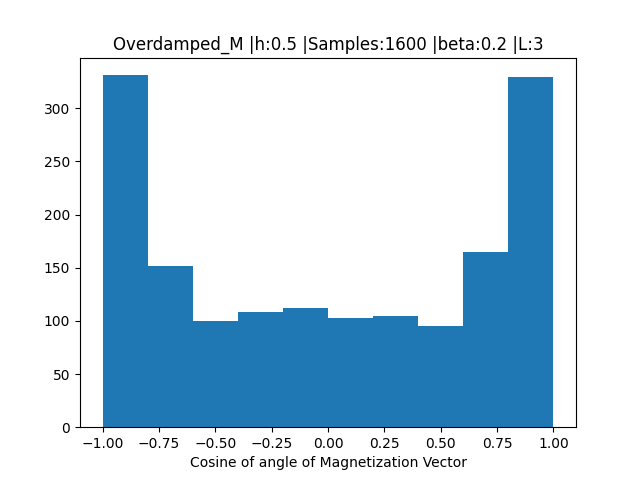 Overdamped_M |h:0.5 |Samples:1600 |beta:0.2 |L:3
300
250
200
150
100
50
0
−1.00 −0.75 −0.50 −0.25 0.00 0.25 0.50 0.75 1.00
Cosine of angle of Magnetization Vector